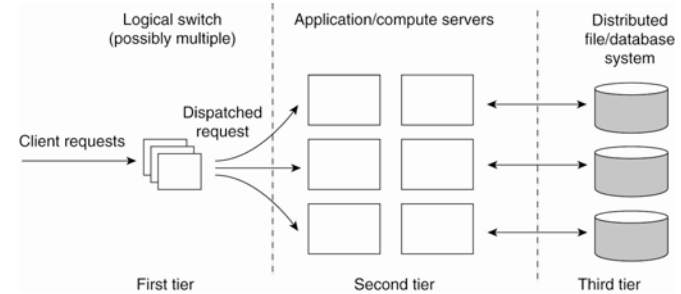 Logical switch
(possibly multiple)
Application/compute servers
Distributed
file/database
system
Client requests
Dispatched
request
First tier
Second tier
Third tier